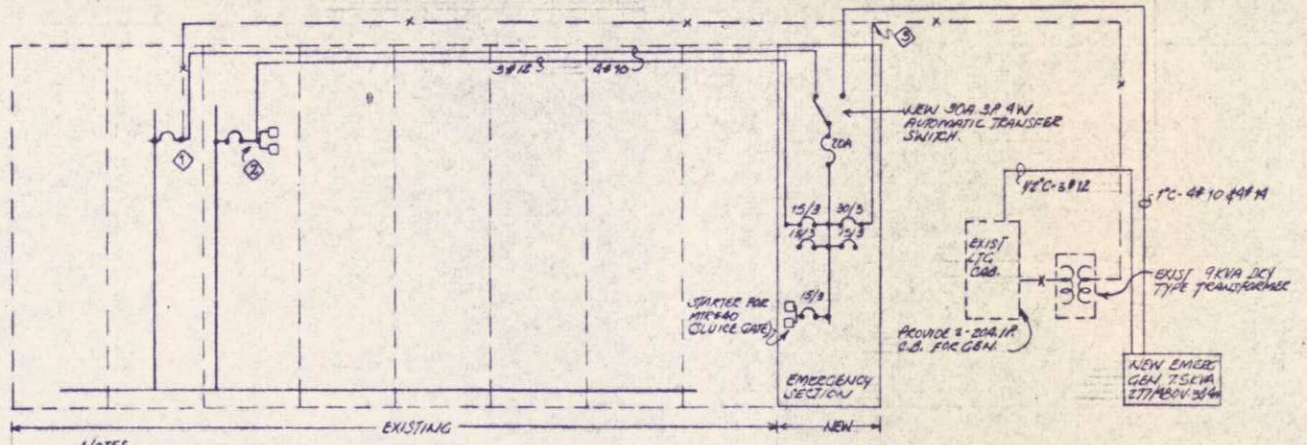 3
3#12
4#10
NEW 30A 3P 4W
AUTOMATIC TRANSFER
SWITCH.
20A
1
2
1/2"C-3#12
1"C-4#10 & 4#14
15/3
30/3
15/3
15/3
EXIST
LTG
CAB.
EXIST 9KVA DRY
TYPE TRANSFORMER
STARTER FOR
MTR#40
(SLUICE GATE)
15/3
PROVIDE 2-20A.1P.
C.B. FOR GEN.
EMERGENCY
SECTION
NEW EMERG
GEN 7.5KVA
277/480V-3Ø4W
EXISTING
NEW
NOTES